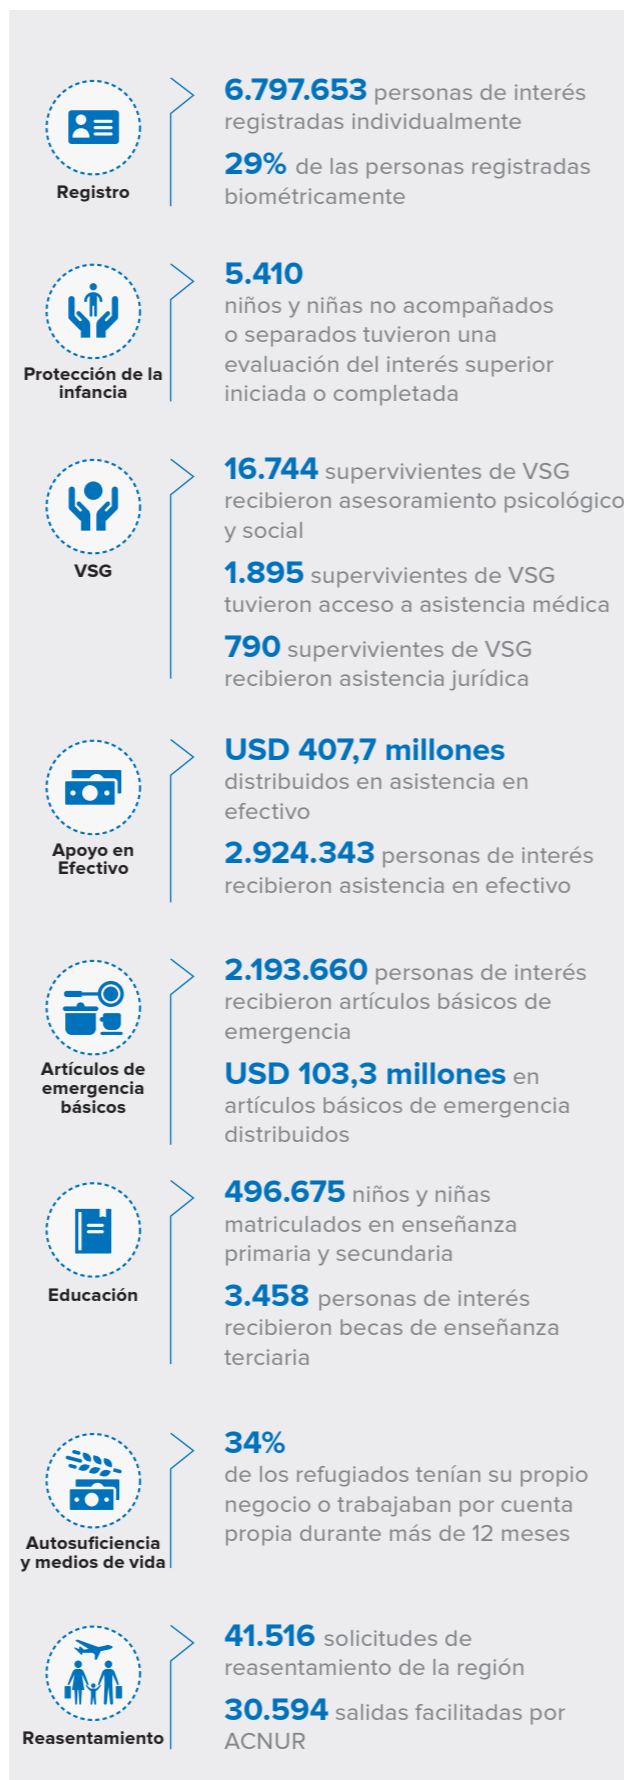 Registro
6.797.653 personas de interés
registradas individualmente
29% de las personas registradas
biométricamente
Protección de la
infancia
5.410
niños y niñas no acompañados
o separados tuvieron una
evaluación del interés superior
iniciada o completada
VSG
16.744 supervivientes de VSG
recibieron asesoramiento psicológico
y social
1.895 supervivientes de VSG
tuvieron acceso a asistencia médica
790 supervivientes de VSG
recibieron asistencia jurídica
Apoyo en
Efectivo
USD 407,7 millones
distribuidos en asistencia en
efectivo
2.924.343 personas de interés
recibieron asistencia en efectivo
Artículos de
emergencia
básicos
2.193.660 personas de interés
recibieron artículos básicos de
emergencia
USD 103,3 millones en
artículos básicos de emergencia
distribuidos
Educación
496.675 niños y niñas
matriculados en enseñanza
primaria y secundaria
3.458 personas de interés
recibieron becas de enseñanza
terciaria
Autosuficiencia
y medios de vida
34%
de los refugiados tenían su propio
negocio o trabajaban por cuenta
propia durante más de 12 meses
Reasentamiento
41.516 solicitudes de
reasentamiento de la región
30.594 salidas facilitadas por
ACNUR